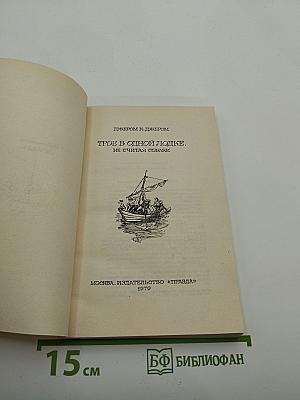 ДЖЕРОМ К. ДЖЕРОМ
ТРОЕ В ОДНОЙ ЛОДКЕ,
НЕ СЧИТАЯ СОБАКИ
МОСКВА. ИЗДАТЕЛЬСТВО «ПРАВДА»
1979
15 см
БФ БИБЛИОФАН